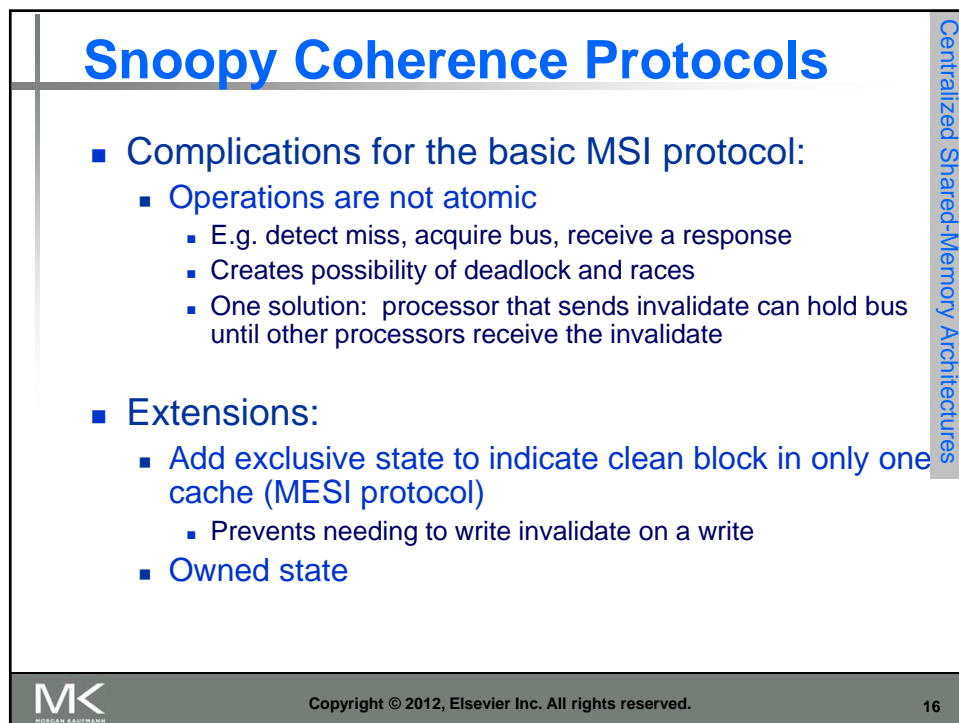 Snoopy Coherence Protocols
Complications for the basic MSI protocol:
Operations are not atomic
E.g. detect miss, acquire bus, receive a response
Creates possibility of deadlock and races
One solution: processor that sends invalidate can hold bus
until other processors receive the invalidate
Extensions:
Add exclusive state to indicate clean block in only one
cache (MESI protocol)
Prevents needing to write invalidate on a write
Owned state
Centralized Shared-Memory Architectures
MK
MORGAN KAUFMANN
Copyright © 2012, Elsevier Inc. All rights reserved.
16